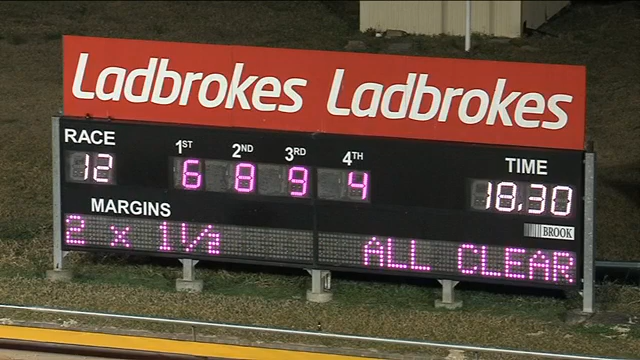 Ladbrokes Ladbrokes
RACE 1ST 2ND 3RD 4TH TIME
12 6 8 9 4 18.30
MARGINS BROOK
2 x 1½ ALL CLEAR